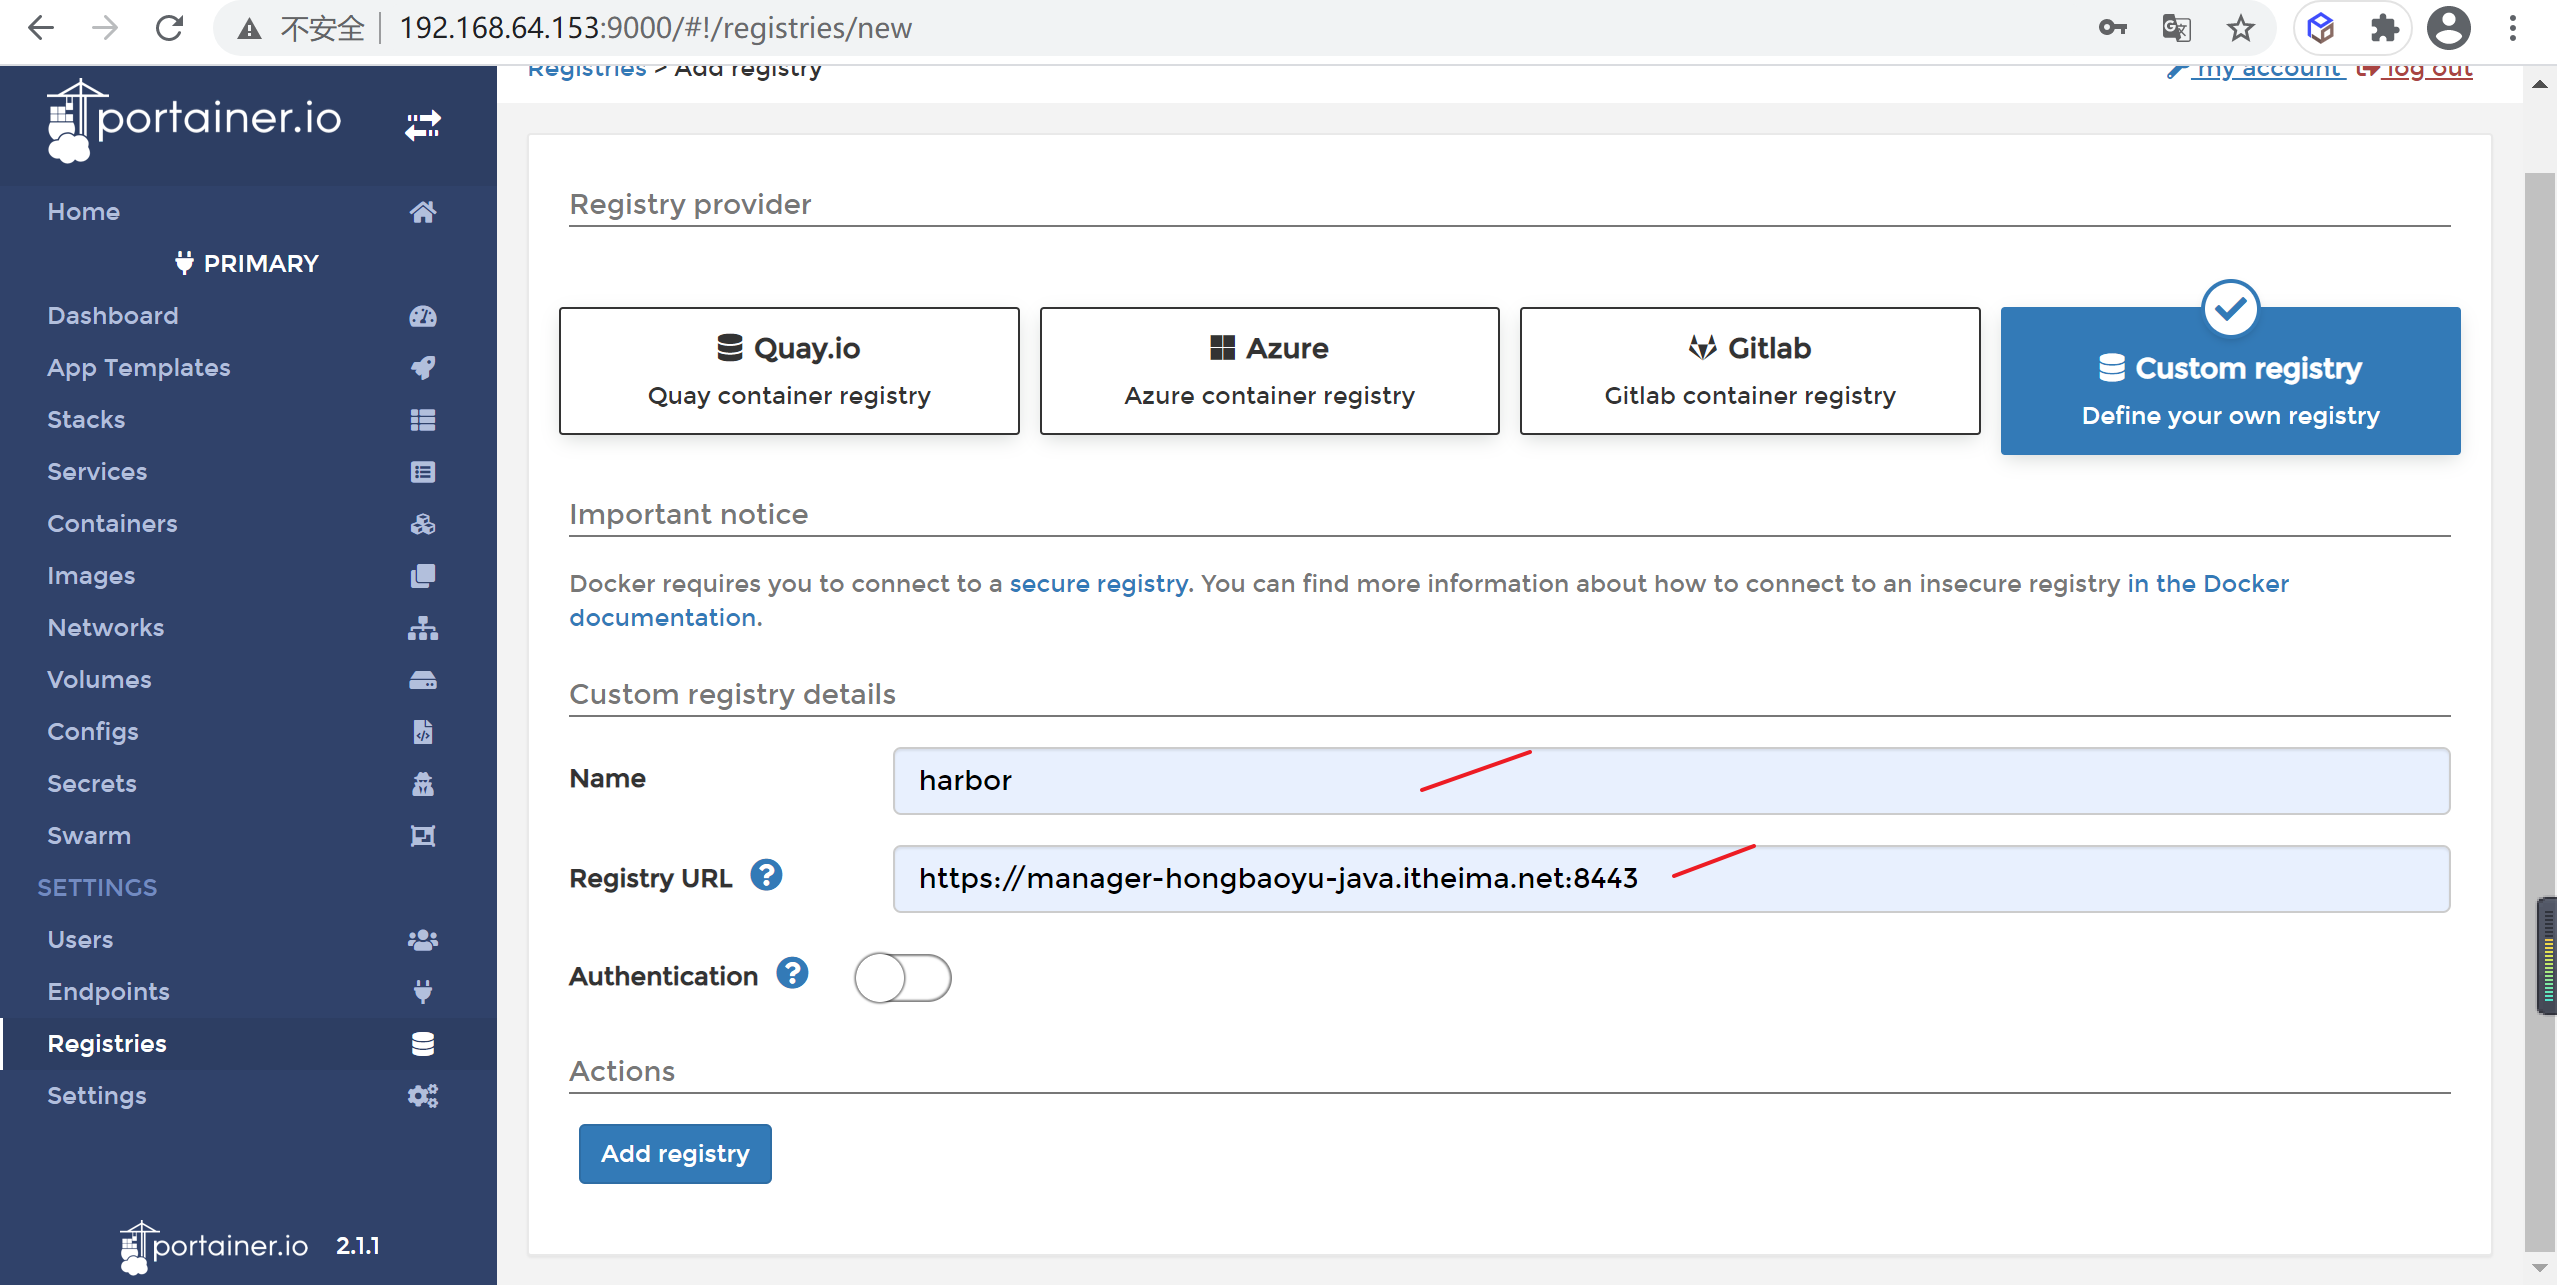 不安全 192.168.64.153:9000/#!/registries/new
Registries > Add registry
my account log out
portainer.io
Home
PRIMARY
Dashboard
App Templates
Stacks
Services
Containers
Images
Networks
Volumes
Configs
Secrets
Swarm
SETTINGS
Users
Endpoints
Registries
Settings
portainer.io 2.1.1
Registry provider
Quay.io
Quay container registry
Azure
Azure container registry
Gitlab
Gitlab container registry
Custom registry
Define your own registry
Important notice
Docker requires you to connect to a secure registry. You can find more information about how to connect to an insecure registry in the Docker
documentation.
Custom registry details
Name harbor
Registry URL https://manager-hongbaoyu-java.itheima.net:8443
Authentication
Actions
Add registry